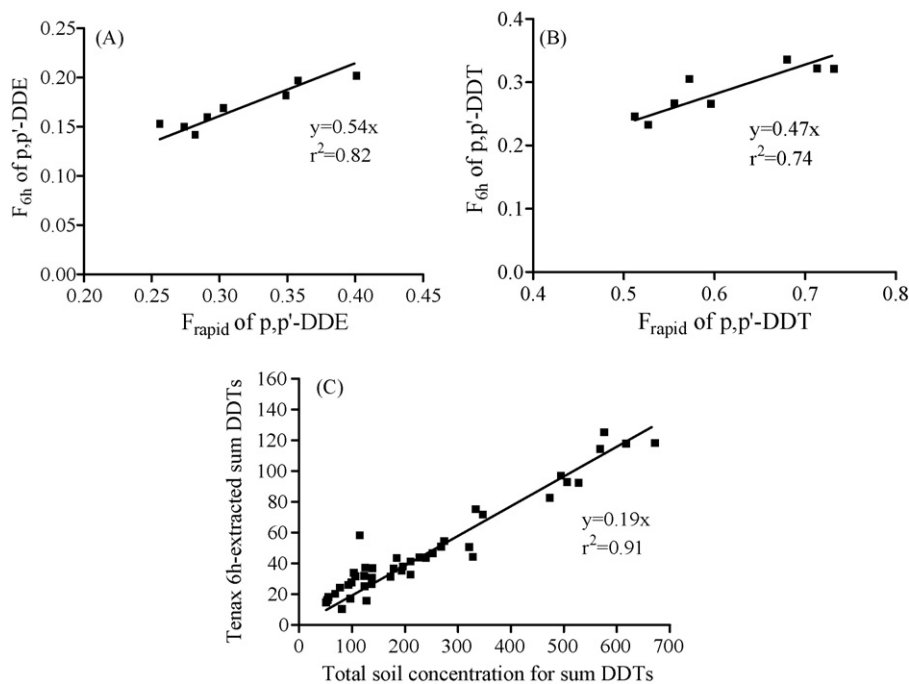 (A)
0.25
0.20
0.15
0.10
0.05
0.00
F6h of p,p'-DDE
y=0.54x
r²=0.82
0.20 0.25 0.30 0.35 0.40 0.45
Frapid of p,p'-DDE
(B)
0.4
0.3
0.2
0.1
0.0
F6h of p,p'-DDT
y=0.47x
r²=0.74
0.4 0.5 0.6 0.7 0.8
Frapid of p,p'-DDT
(C)
160
140
120
100
80
60
40
20
0
Tenax 6h-extracted sum DDTs
y=0.19x
r²=0.91
0 100 200 300 400 500 600 700
Total soil concentration for sum DDTs